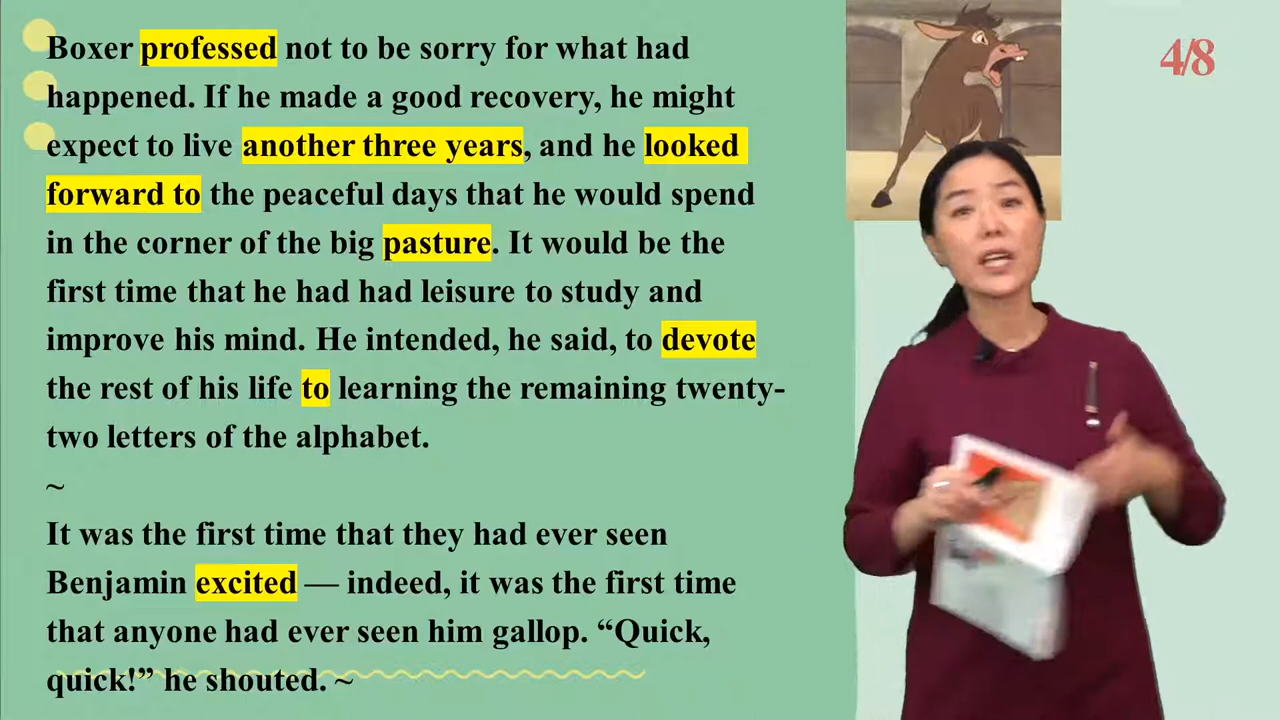 Boxer professed not to be sorry for what had
happened. If he made a good recovery, he might
expect to live another three years, and he looked
forward to the peaceful days that he would spend
in the corner of the big pasture. It would be the
first time that he had had leisure to study and
improve his mind. He intended, he said, to devote
the rest of his life to learning the remaining twenty-
two letters of the alphabet.
~
It was the first time that they had ever seen
Benjamin excited — indeed, it was the first time
that anyone had ever seen him gallop. “Quick,
quick!” he shouted. ~
4/8